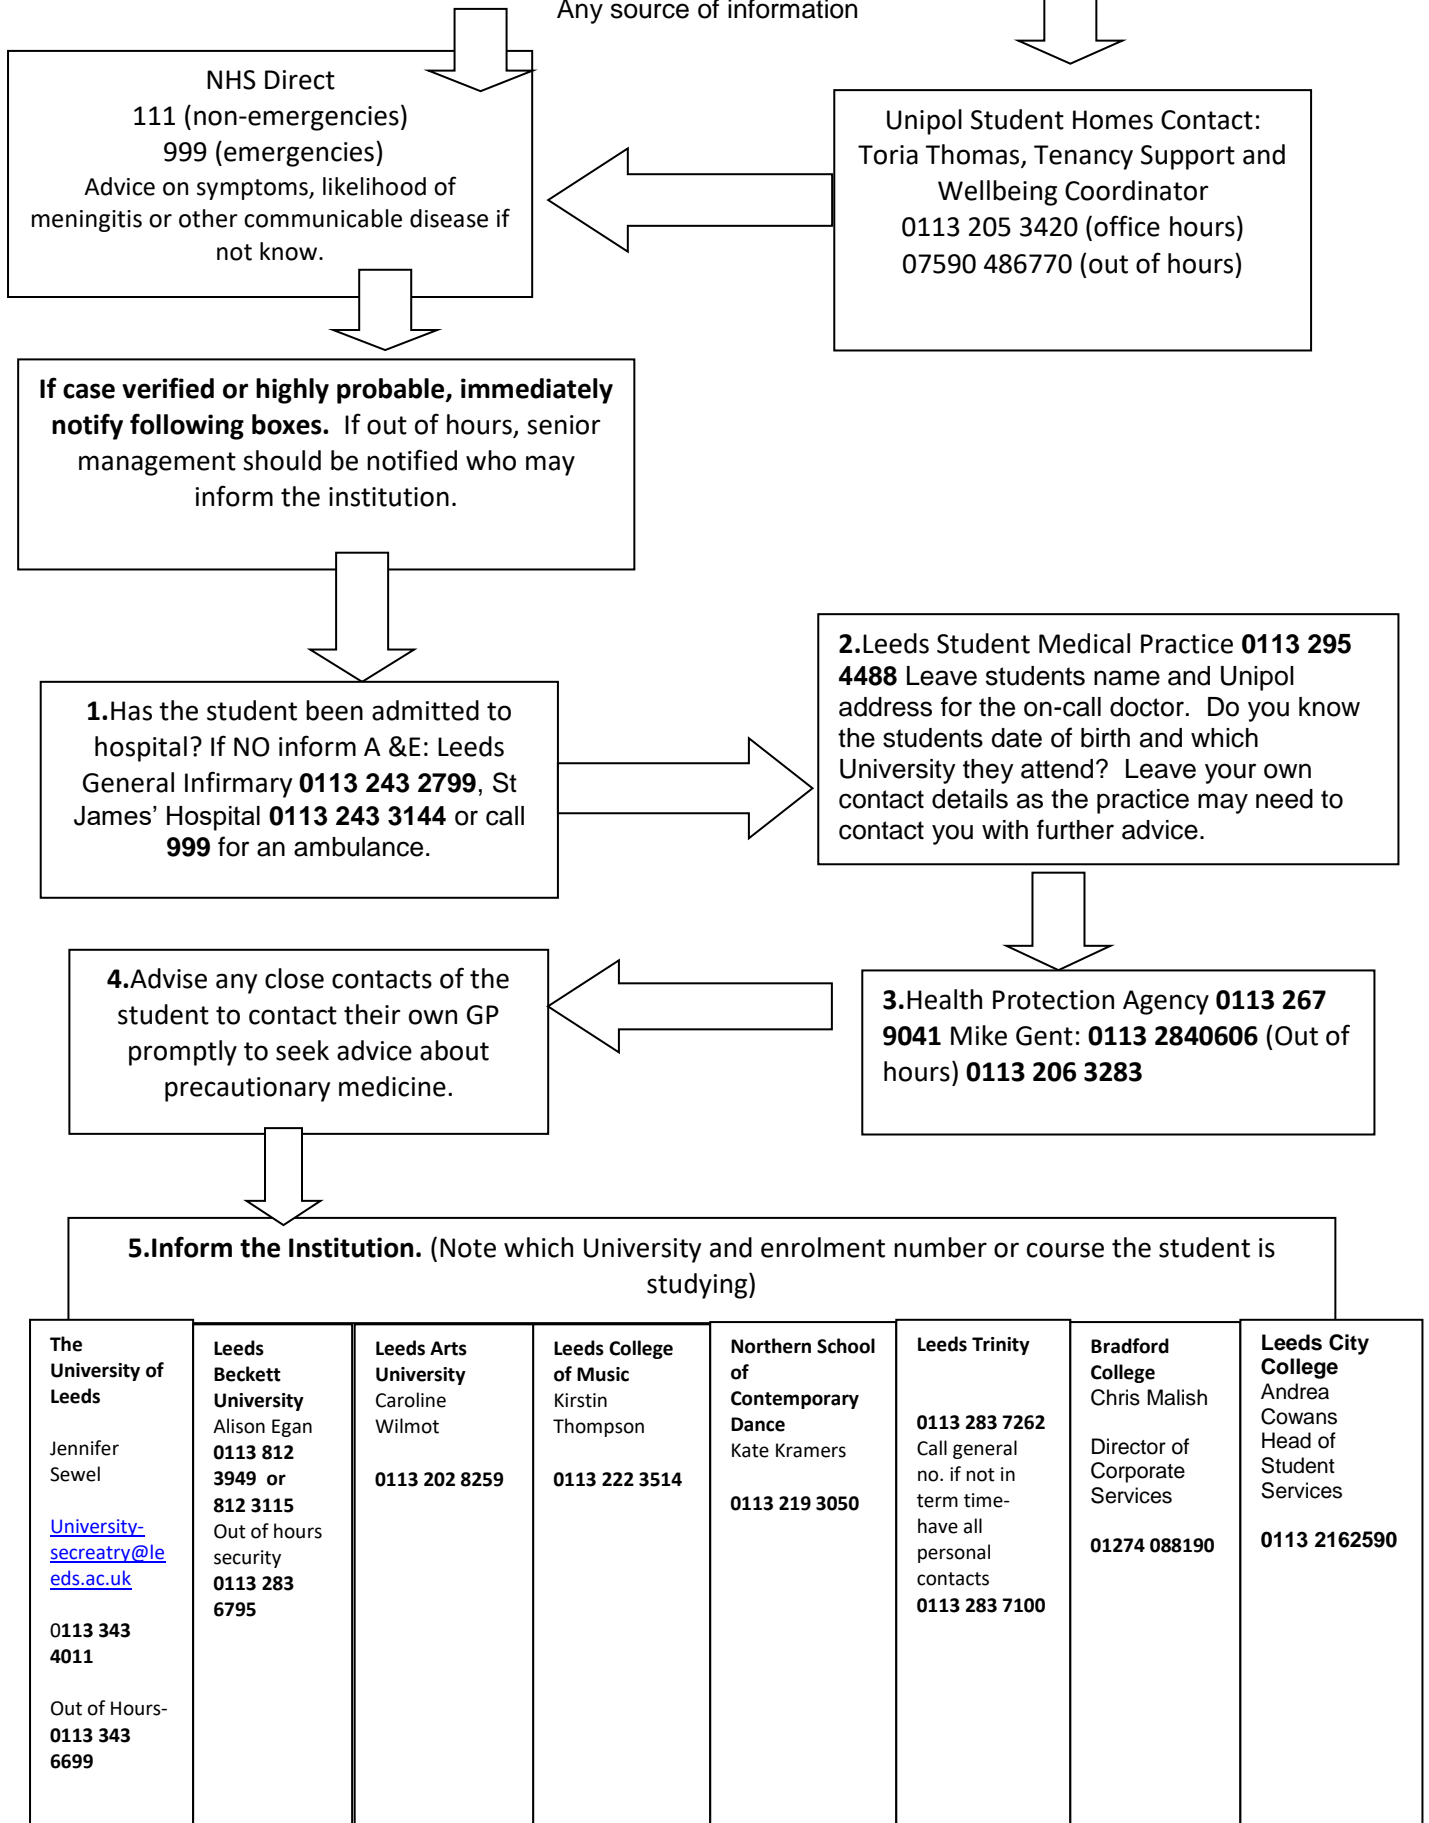 Any source of information
NHS Direct
111 (non-emergencies)
999 (emergencies)
Advice on symptoms, likelihood of
meningitis or other communicable disease if
not know.
Unipol Student Homes Contact:
Toria Thomas, Tenancy Support and
Wellbeing Coordinator
0113 205 3420 (office hours)
07590 486770 (out of hours)
If case verified or highly probable, immediately
notify following boxes. If out of hours, senior
management should be notified who may
inform the institution.
1.Has the student been admitted to
hospital? If NO inform A &E: Leeds
General Infirmary 0113 243 2799, St
James’ Hospital 0113 243 3144 or call
999 for an ambulance.
2.Leeds Student Medical Practice 0113 295
4488 Leave students name and Unipol
address for the on-call doctor. Do you know
the students date of birth and which
University they attend? Leave your own
contact details as the practice may need to
contact you with further advice.
3.Health Protection Agency 0113 267
9041 Mike Gent: 0113 2840606 (Out of
hours) 0113 206 3283
4.Advise any close contacts of the
student to contact their own GP
promptly to seek advice about
precautionary medicine.
5.Inform the Institution. (Note which University and enrolment number or course the student is
studying)
The
University of
Leeds
Jennifer
Sewel
University-
secreatry@le
eds.ac.uk
0113 343
4011
Out of Hours-
0113 343
6699
Leeds
Beckett
University
Alison Egan
0113 812
3949 or
812 3115
Out of hours
security
0113 283
6795
Leeds Arts
University
Caroline
Wilmot
0113 202 8259
Leeds College
of Music
Kirstin
Thompson
0113 222 3514
Northern School
of
Contemporary
Dance
Kate Kramers
0113 219 3050
Leeds Trinity
0113 283 7262
Call general
no. if not in
term time-
have all
personal
contacts
0113 283 7100
Bradford
College
Chris Malish
Director of
Corporate
Services
01274 088190
Leeds City
College
Andrea
Cowans
Head of
Student
Services
0113 2162590